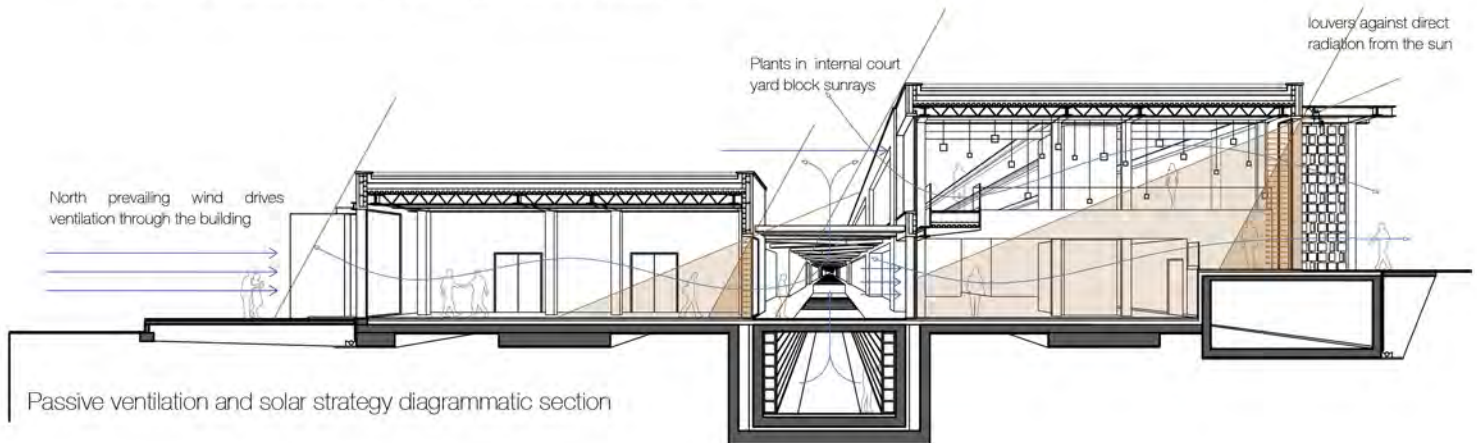 louvers against direct
radiation from the sun
Plants in internal court
yard block sunrays
North prevailing wind drives
ventilation through the building
Passive ventilation and solar strategy diagrammatic section